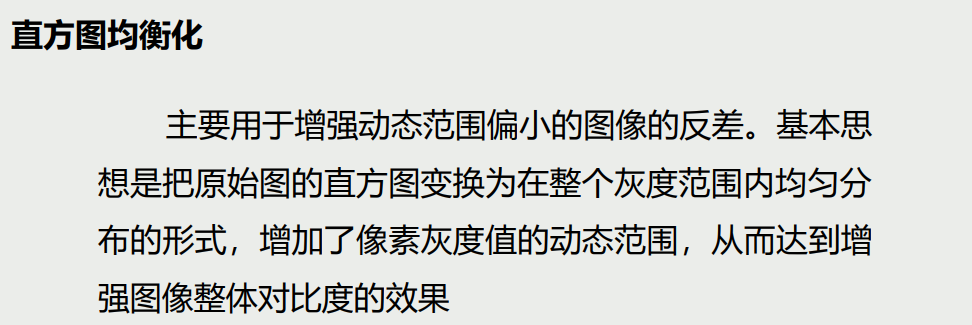 直方图均衡化
主要用于增强动态范围偏小的图像的反差。基本思
想是把原始图的直方图变换为在整个灰度范围内均匀分
布的形式，增加了像素灰度值的动态范围，从而达到增
强图像整体对比度的效果